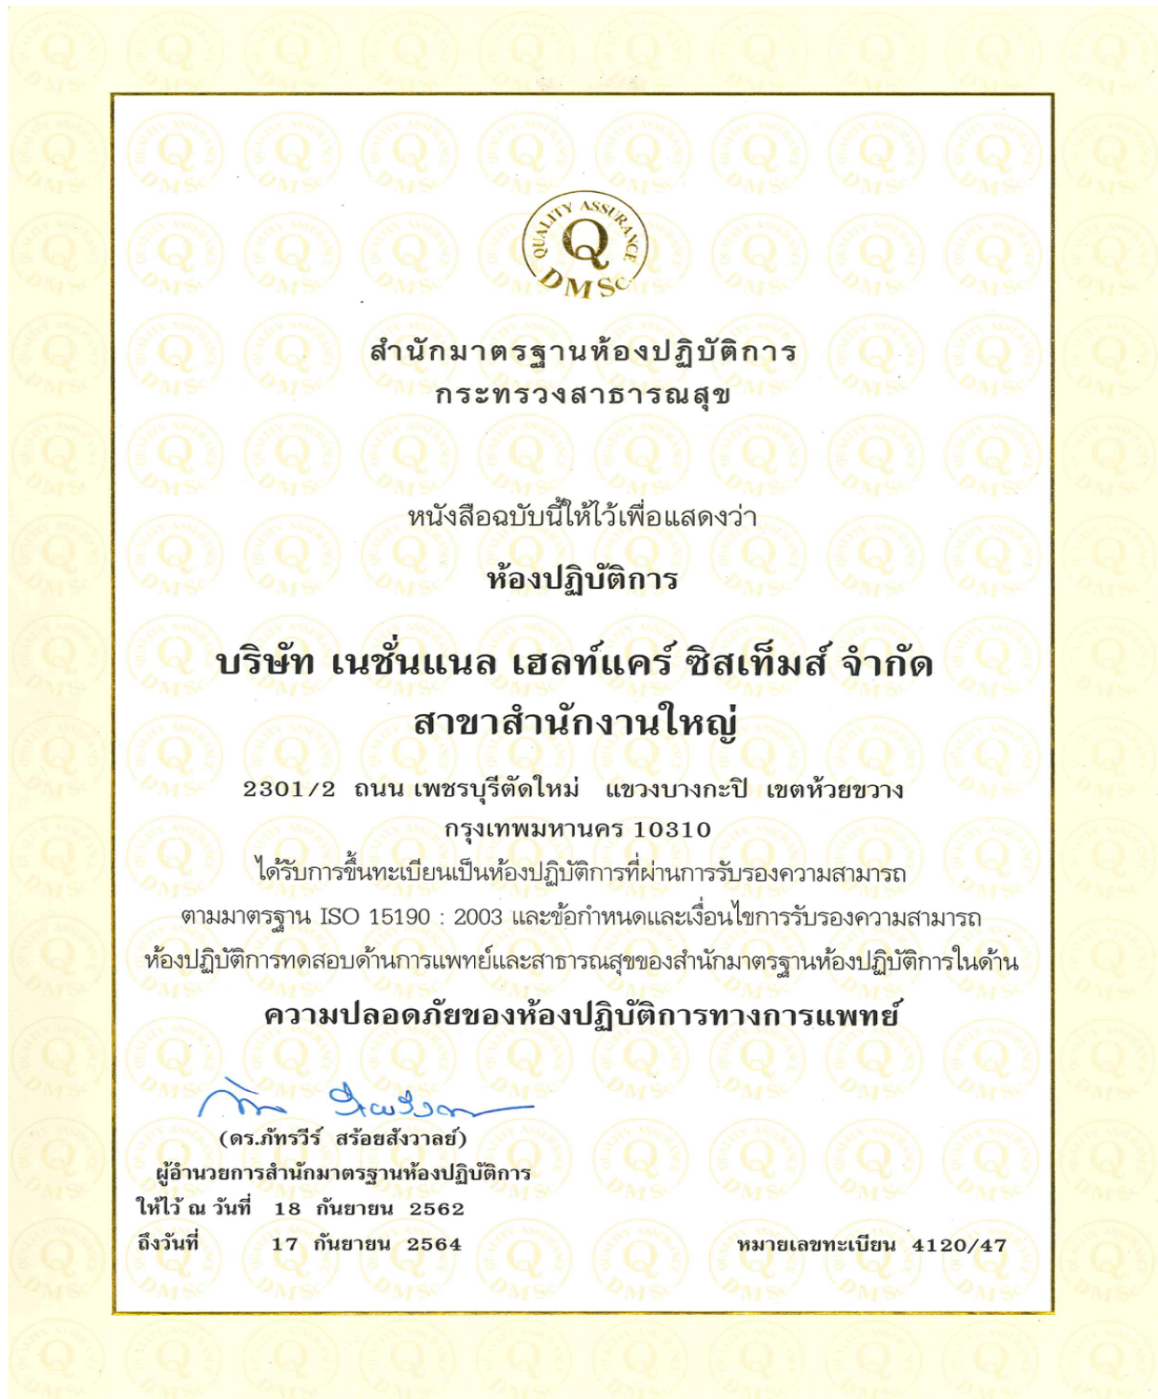 QUALITY ASSURANCE
Q
DMSc
สำนักมาตรฐานห้องปฏิบัติการ
กระทรวงสาธารณสุข
หนังสือฉบับนี้ให้ไว้เพื่อแสดงว่า
ห้องปฏิบัติการ
บริษัท เนชั่นแนล เฮลท์แคร์ ซิสเท็มส์ จำกัด
สาขาสำนักงานใหญ่
2301/2 ถนน เพชรบุรีตัดใหม่ แขวงบางกะปิ เขตห้วยขวาง
กรุงเทพมหานคร 10310
ได้รับการขึ้นทะเบียนเป็นห้องปฏิบัติการที่ผ่านการรับรองความสามารถ
ตามมาตรฐาน ISO 15190 : 2003 และข้อกำหนดและเงื่อนไขการรับรองความสามารถ
ห้องปฏิบัติการทดสอบด้านการแพทย์และสาธารณสุขของสำนักมาตรฐานห้องปฏิบัติการในด้าน
ความปลอดภัยของห้องปฏิบัติการทางการแพทย์
(ดร.ภัทรวีร์ สร้อยสังวาลย์)
ผู้อำนวยการสำนักมาตรฐานห้องปฏิบัติการ
ให้ไว้ ณ วันที่ 18 กันยายน 2562
ถึงวันที่ 17 กันยายน 2564
หมายเลขทะเบียน 4120/47